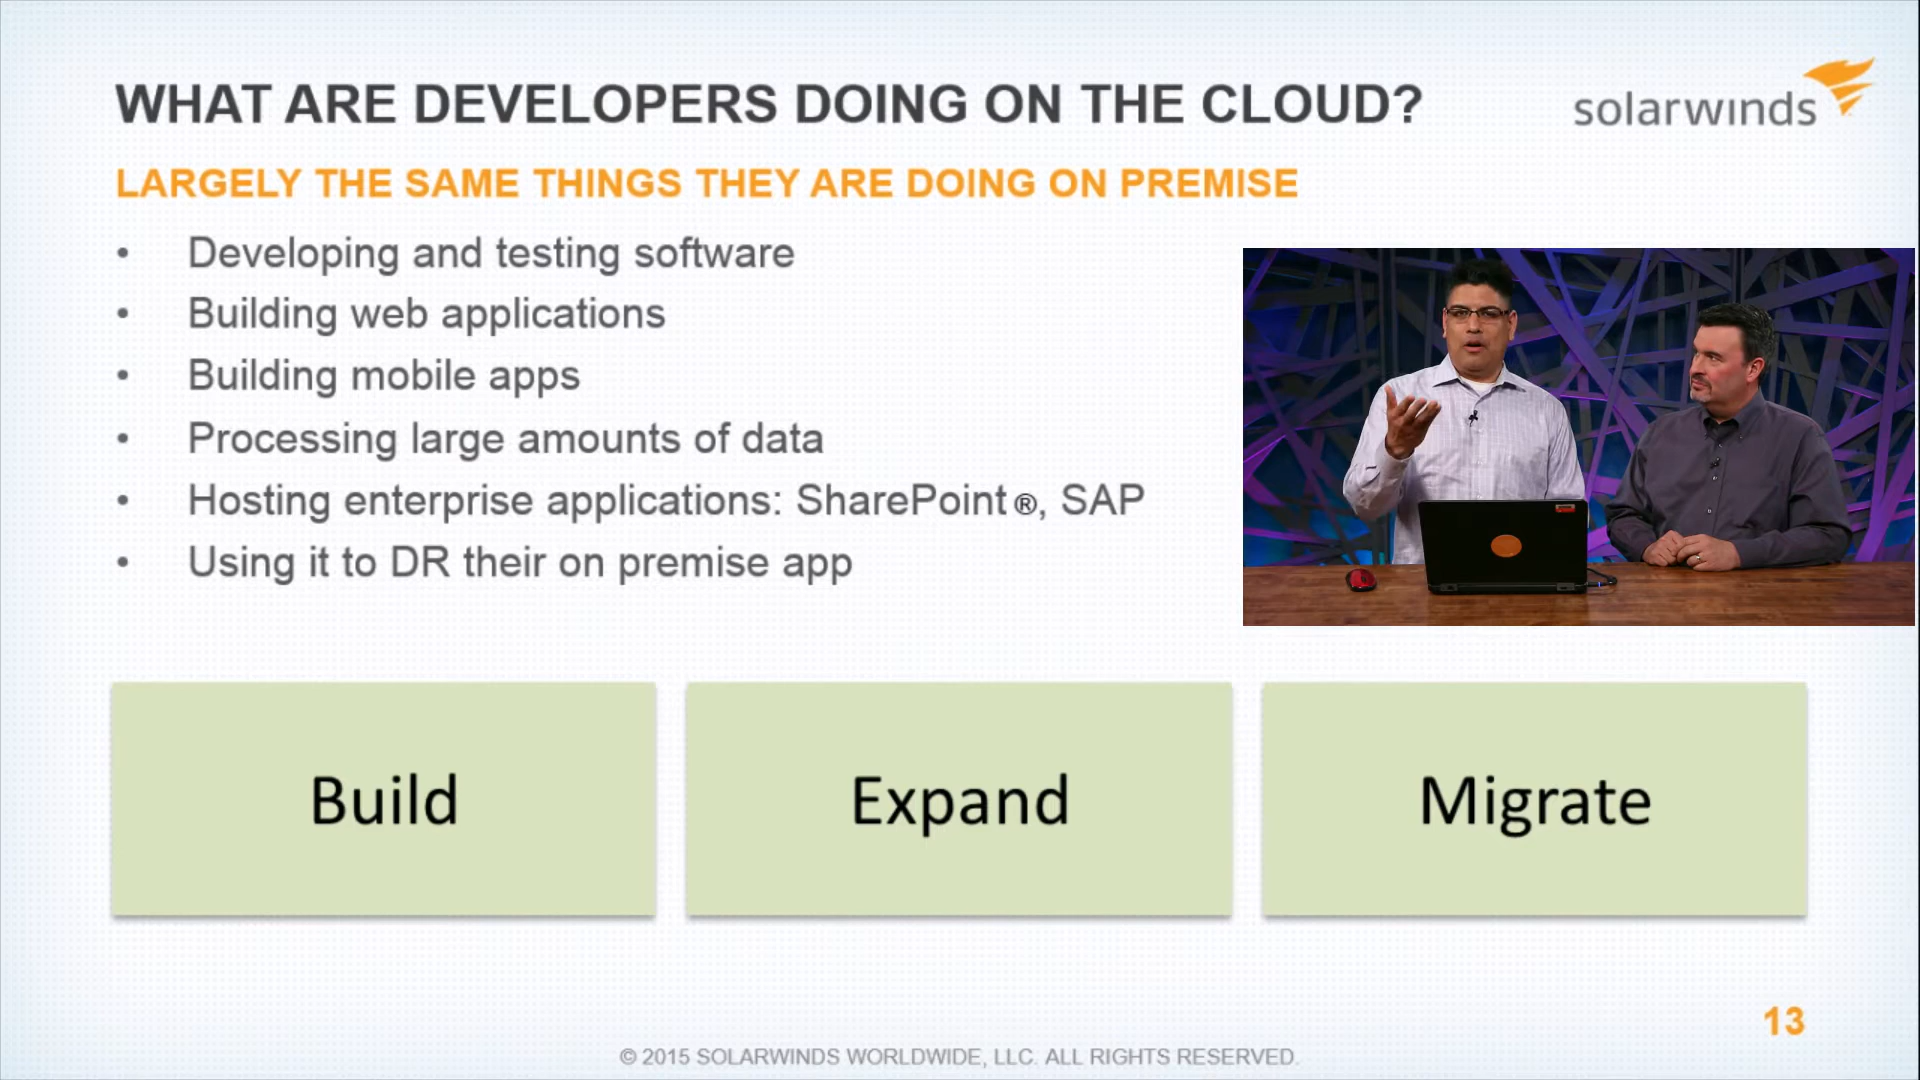 WHAT ARE DEVELOPERS DOING ON THE CLOUD?
solarwinds
LARGELY THE SAME THINGS THEY ARE DOING ON PREMISE
• Developing and testing software
• Building web applications
• Building mobile apps
• Processing large amounts of data
• Hosting enterprise applications: SharePoint®, SAP
• Using it to DR their on premise app
Build
Expand
Migrate
13
© 2015 SOLARWINDS WORLDWIDE, LLC. ALL RIGHTS RESERVED.